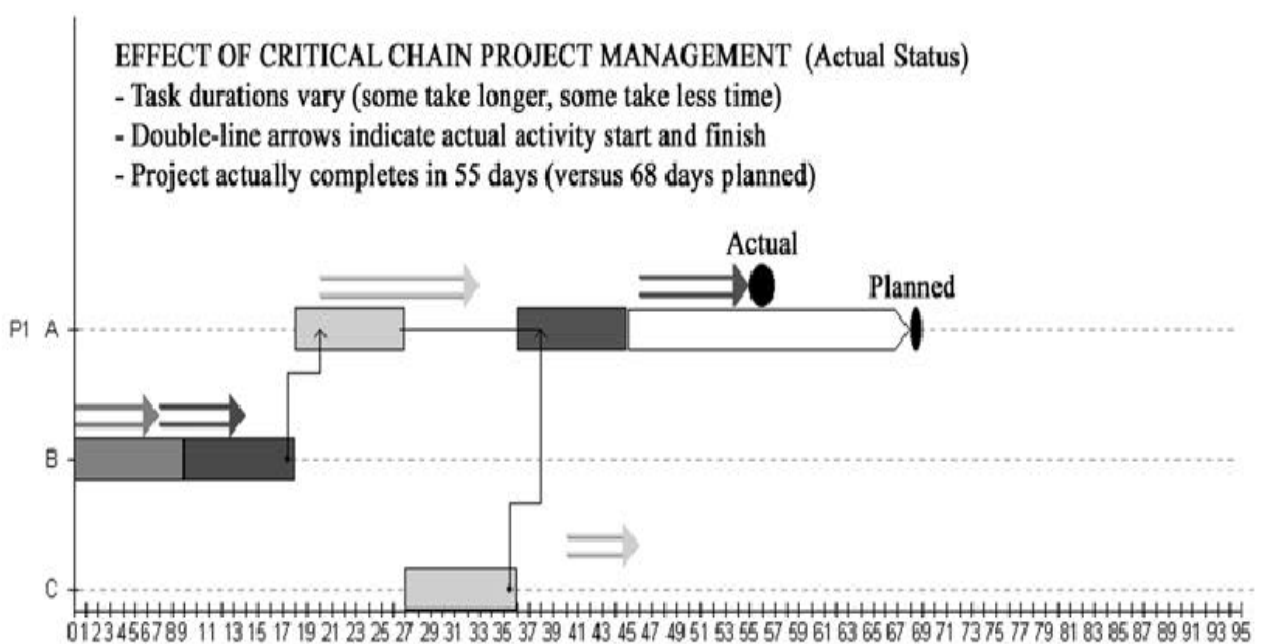 EFFECT OF CRITICAL CHAIN PROJECT MANAGEMENT (Actual Status)
- Task durations vary (some take longer, some take less time)
- Double-line arrows indicate actual activity start and finish
- Project actually completes in 55 days (versus 68 days planned)
Actual
Planned
P1 A
B
C
0 1 2 3 4 5 6 7 8 9 11 13 15 17 19 21 23 25 27 29 31 33 35 37 39 41 43 45 47 49 51 53 55 57 59 61 63 65 67 69 71 73 75 77 79 81 83 85 87 89 91 93 95